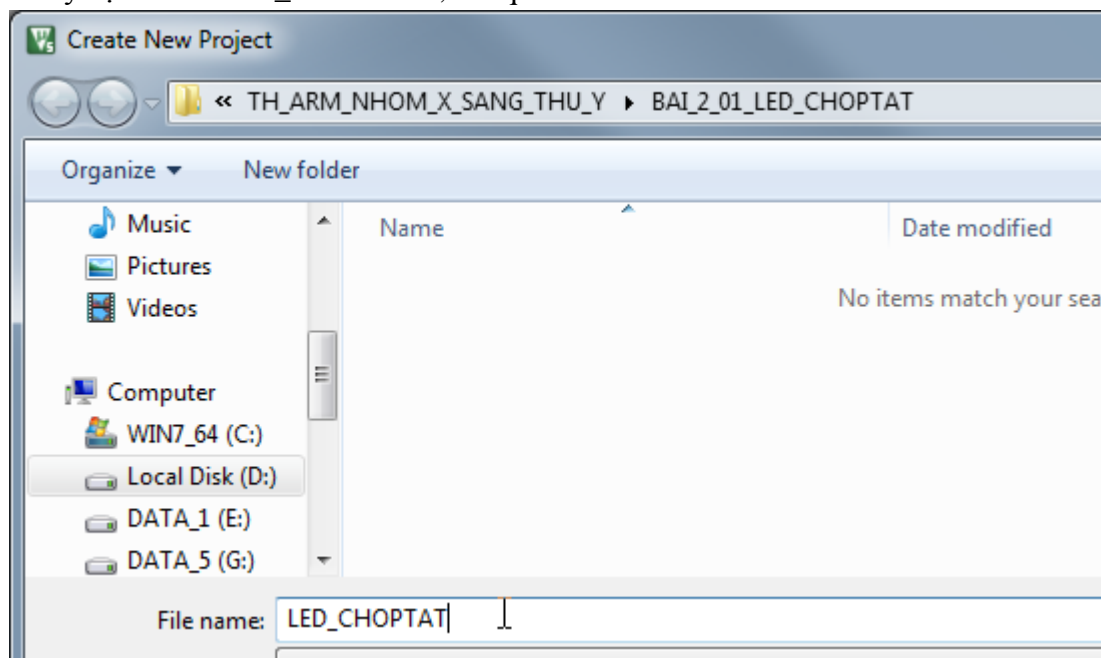 Create New Project
« TH_ARM_NHOM_X_SANG_THU_Y ▸ BAI_2_01_LED_CHOPTAT
Organize ▾ New folder
Music
Name Date modified
Pictures
No items match your sea
Videos
Computer
WIN7_64 (C:)
Local Disk (D:)
DATA_1 (E:)
DATA_5 (G:)
File name: LED_CHOPTAT